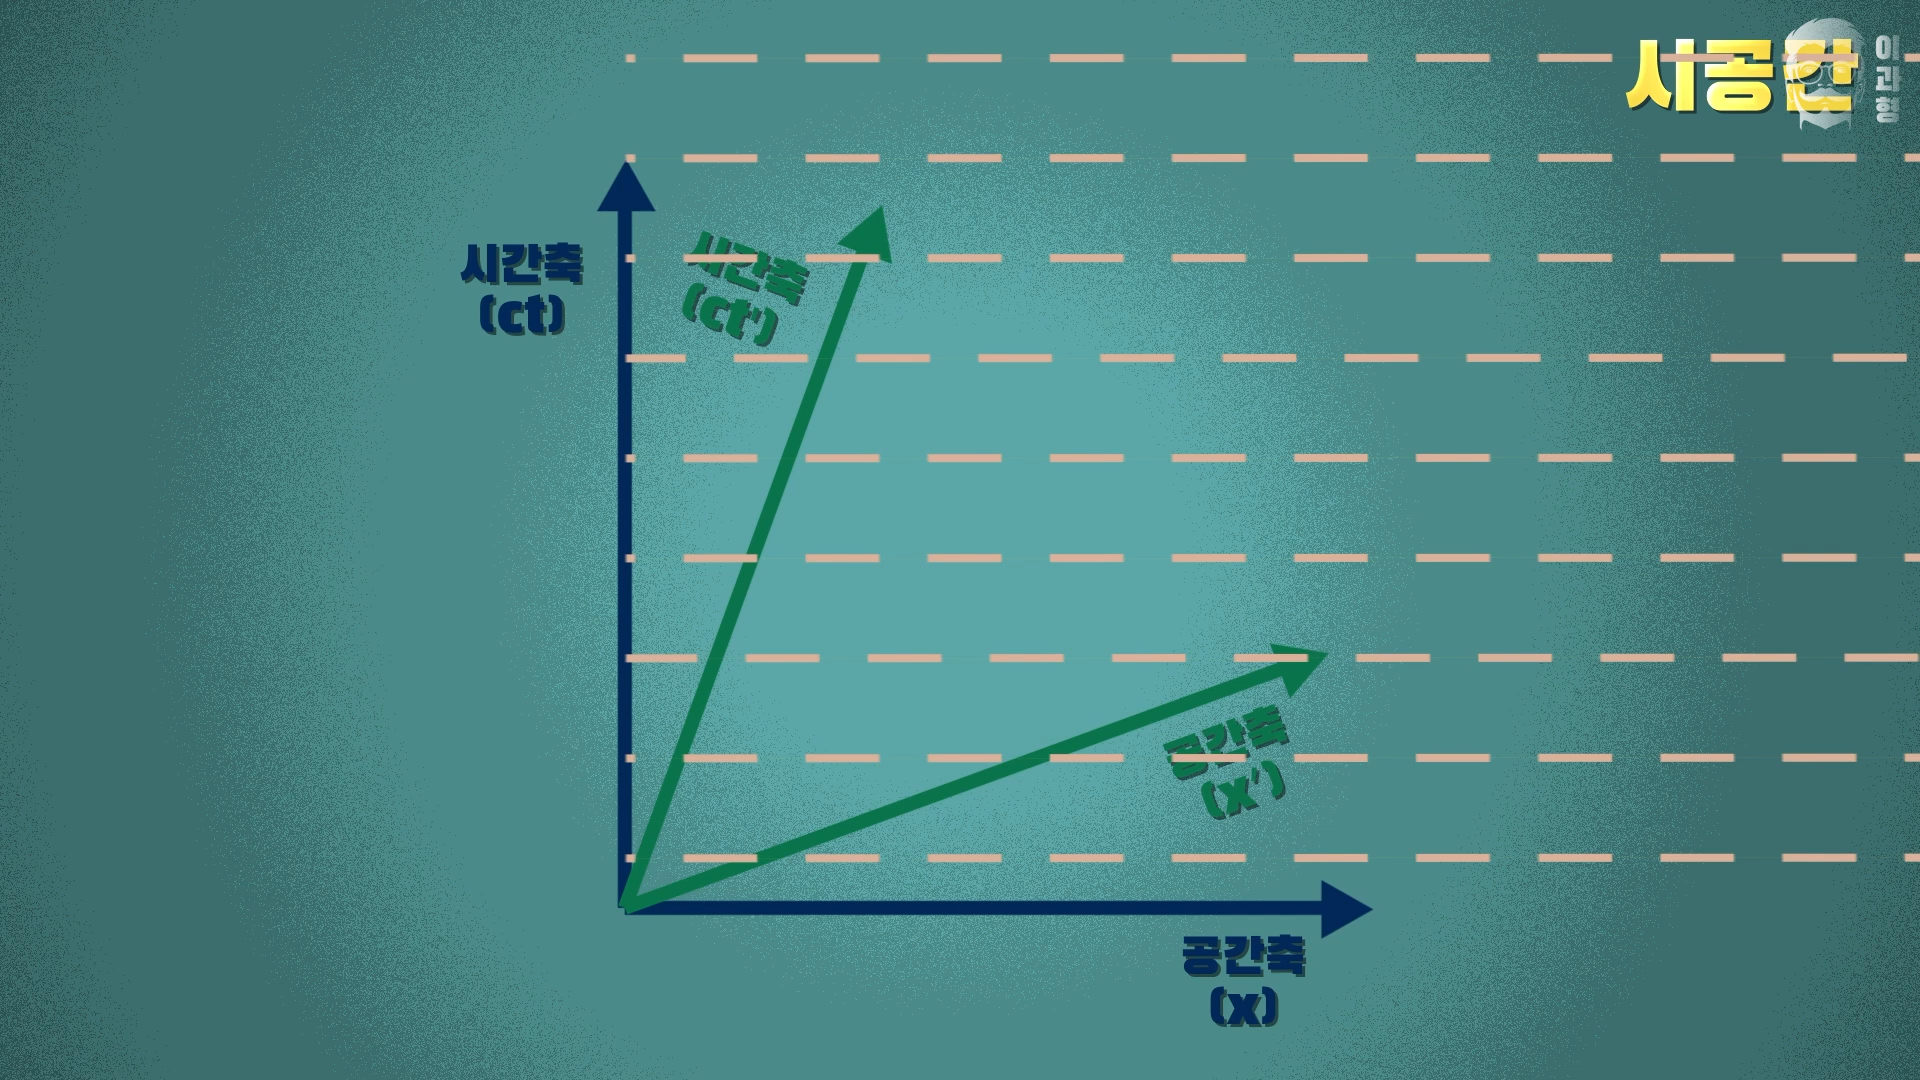 시공간
이과형
시간축
(ct)
시간축
(ct')
공간축
(x')
공간축
(x)